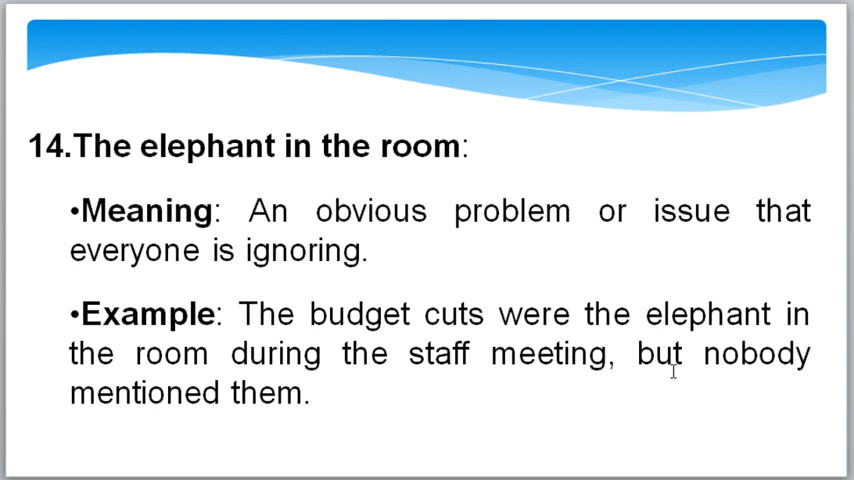 14.The elephant in the room:
•Meaning: An obvious problem or issue that
everyone is ignoring.
•Example: The budget cuts were the elephant in
the room during the staff meeting, but nobody
mentioned them.